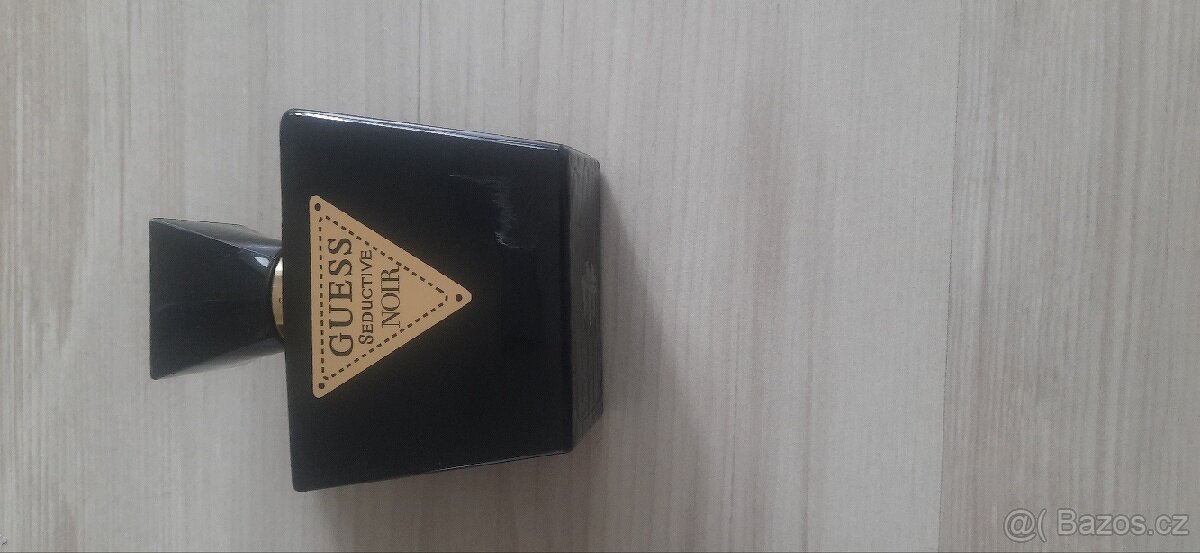 GUESS
SEDUCTIVE
NOIR
@( Bazos.cz